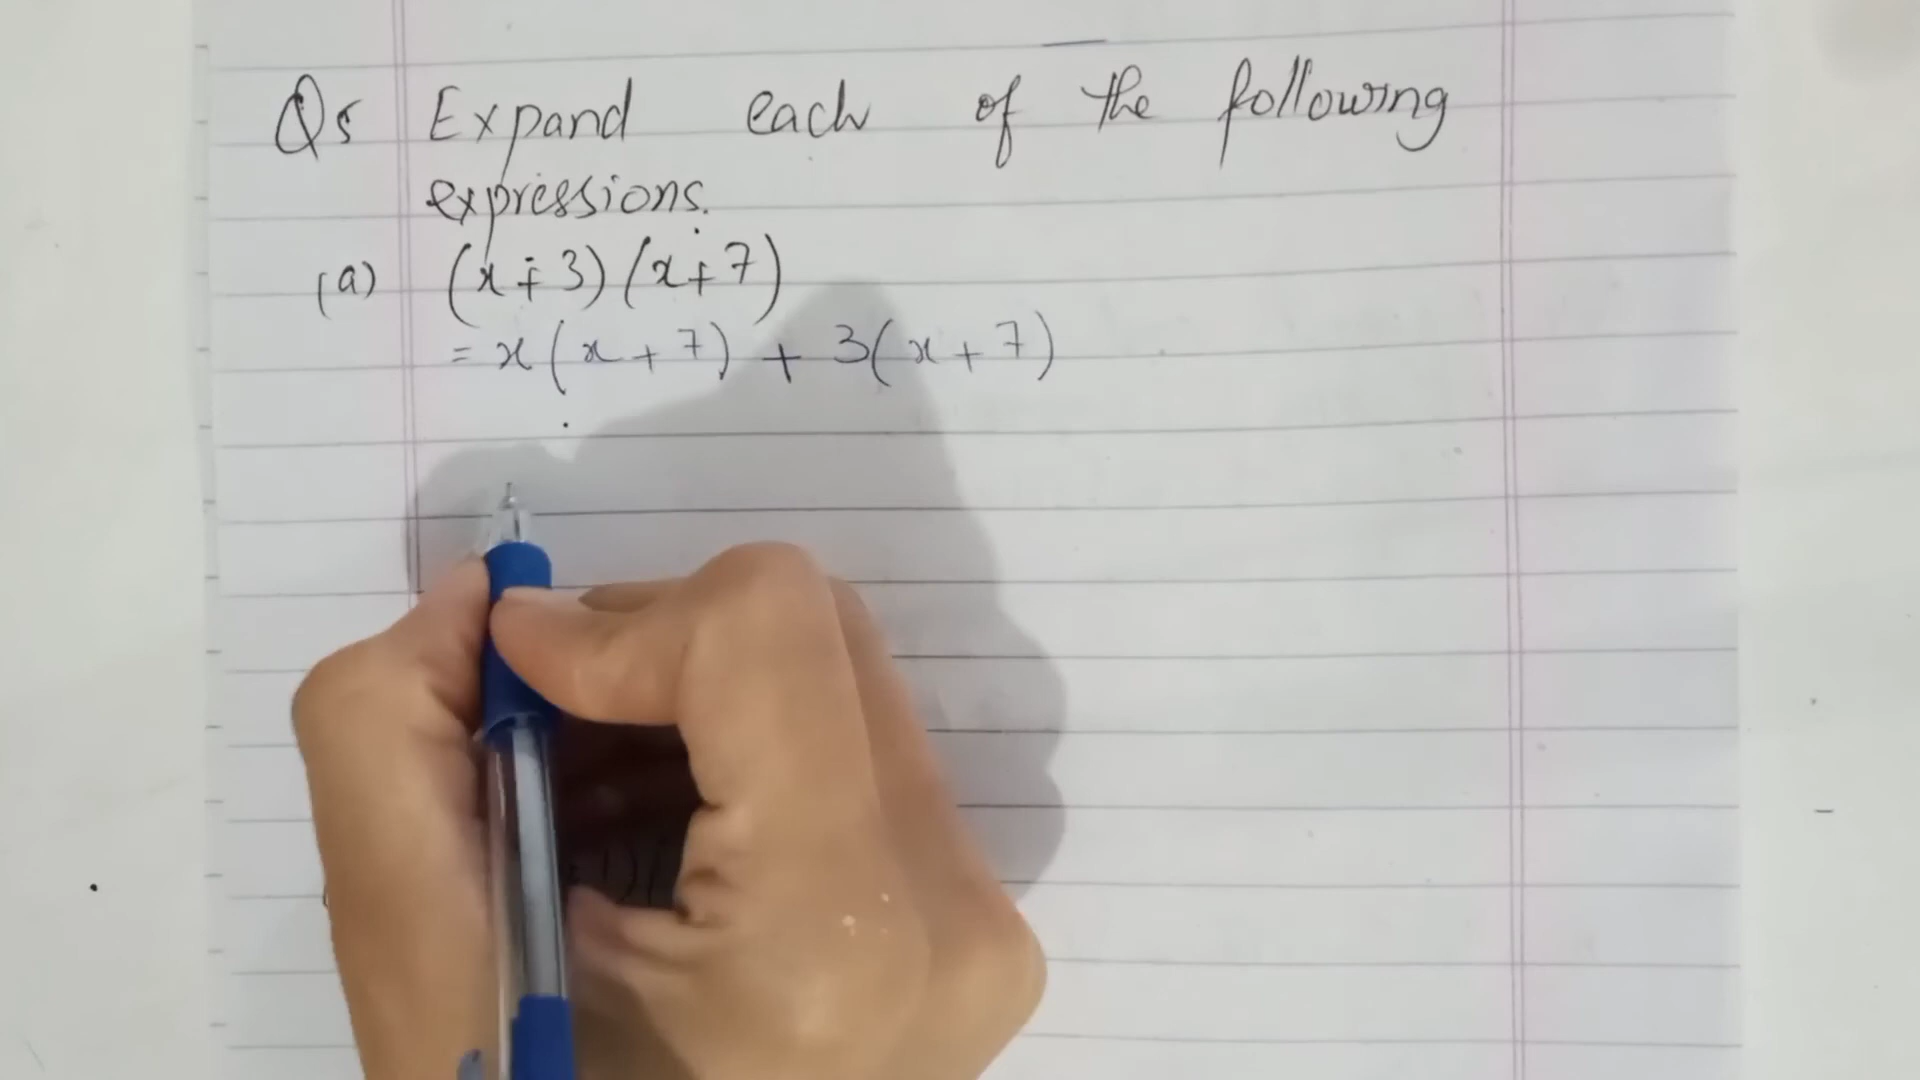 Q5 Expand each of the following
expressions.
(a) (x+3)(x+7)
= x(x+7) + 3(x+7)